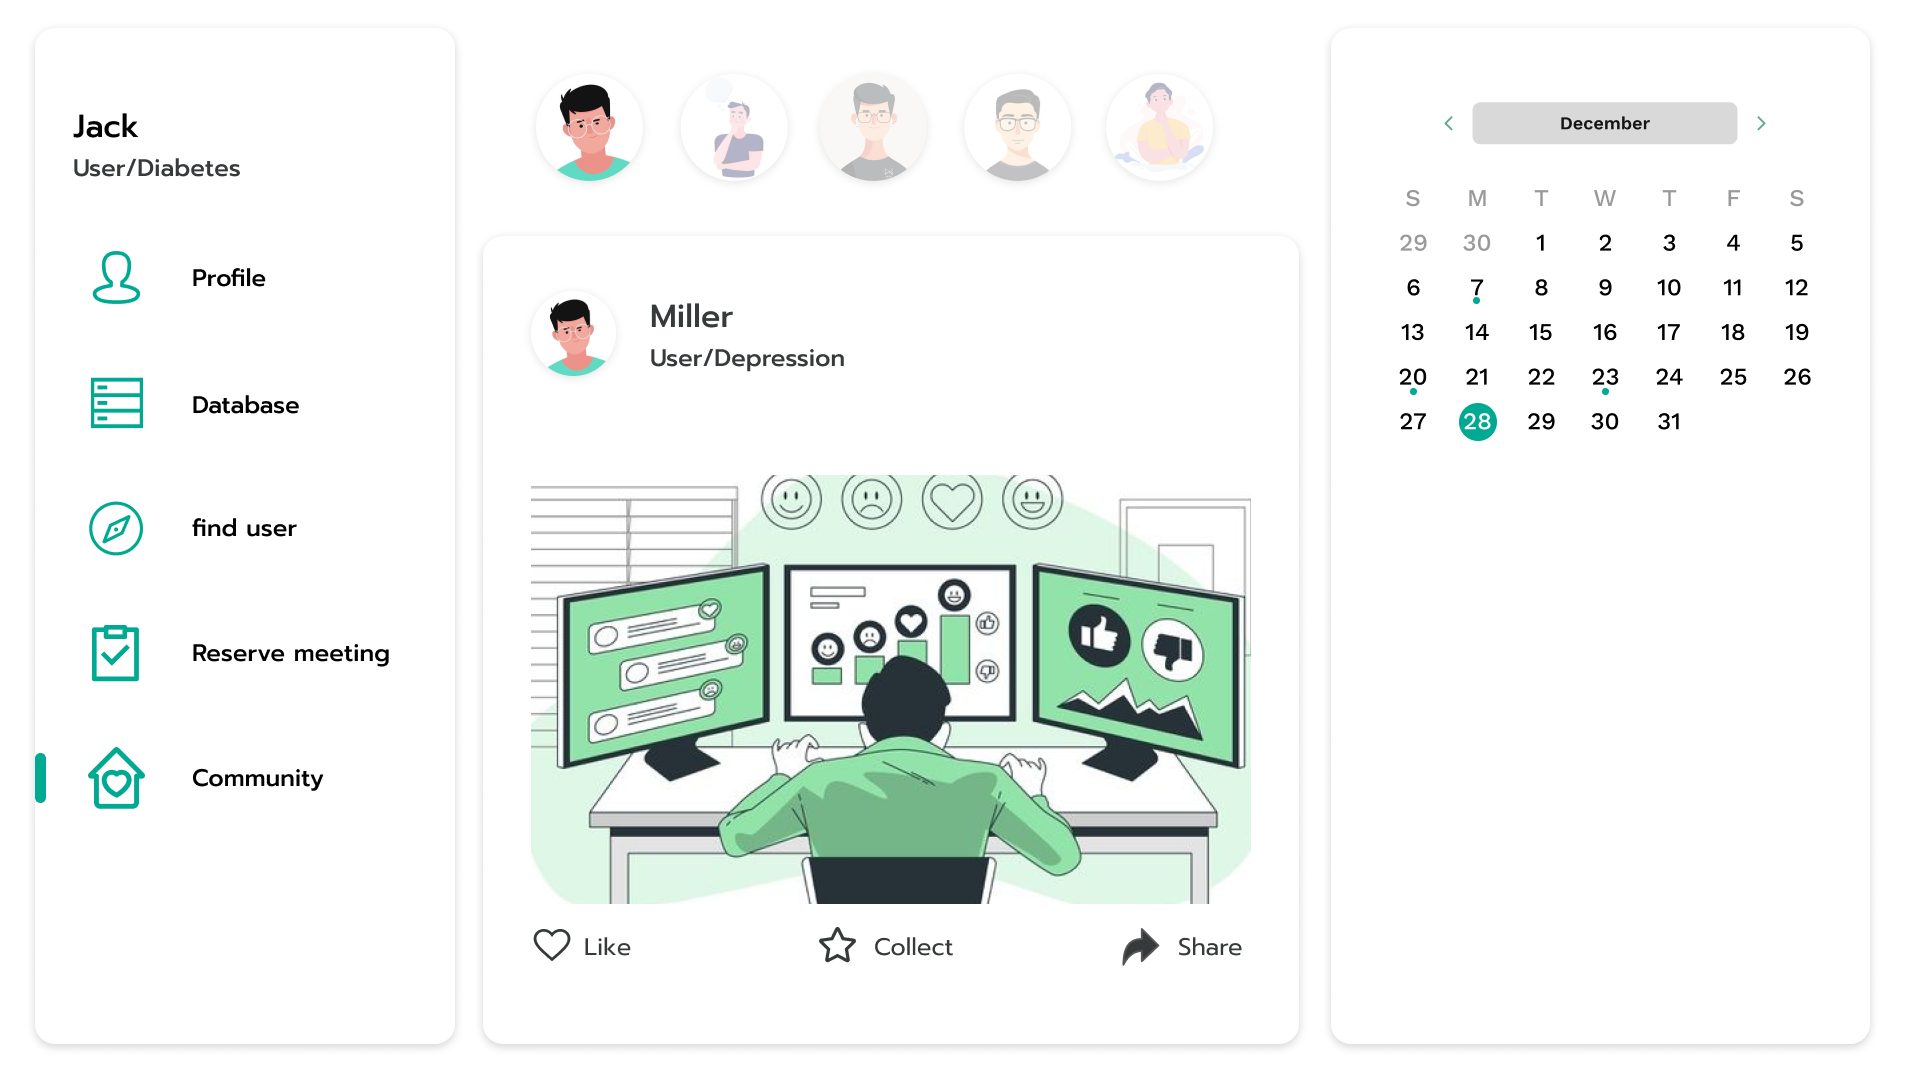 Jack
User/Diabetes
Profile
Database
find user
Reserve meeting
Community
Miller
User/Depression
Like
Collect
Share
December
S M T W T F S
29 30 1 2 3 4 5
6 7 8 9 10 11 12
13 14 15 16 17 18 19
20 21 22 23 24 25 26
27 28 29 30 31